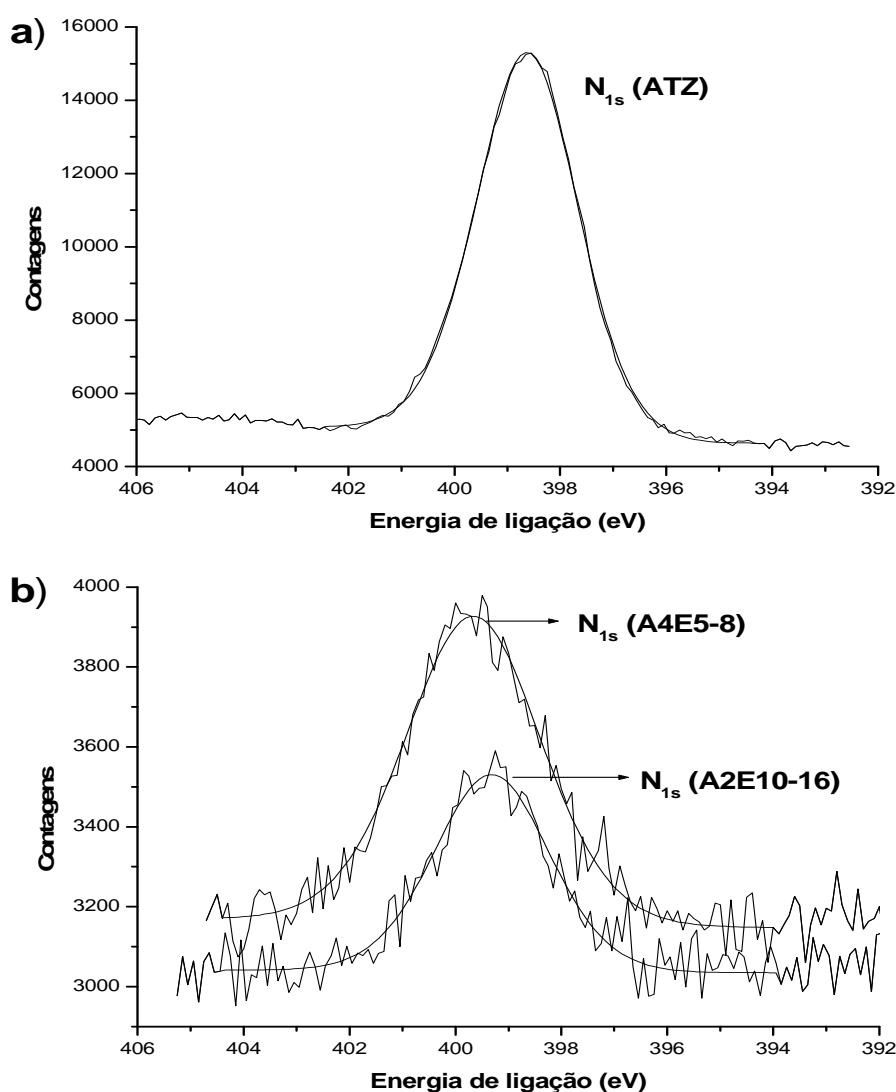 a)
16000
14000
12000
10000
8000
6000
4000
Contagens
N1s (ATZ)
406 404 402 400 398 396 394 392
Energia de ligação (eV)
b)
4000
3800
3600
3400
3200
3000
Contagens
N1s (A4E5-8)
N1s (A2E10-16)
406 404 402 400 398 396 394 392
Energia de ligação (eV)